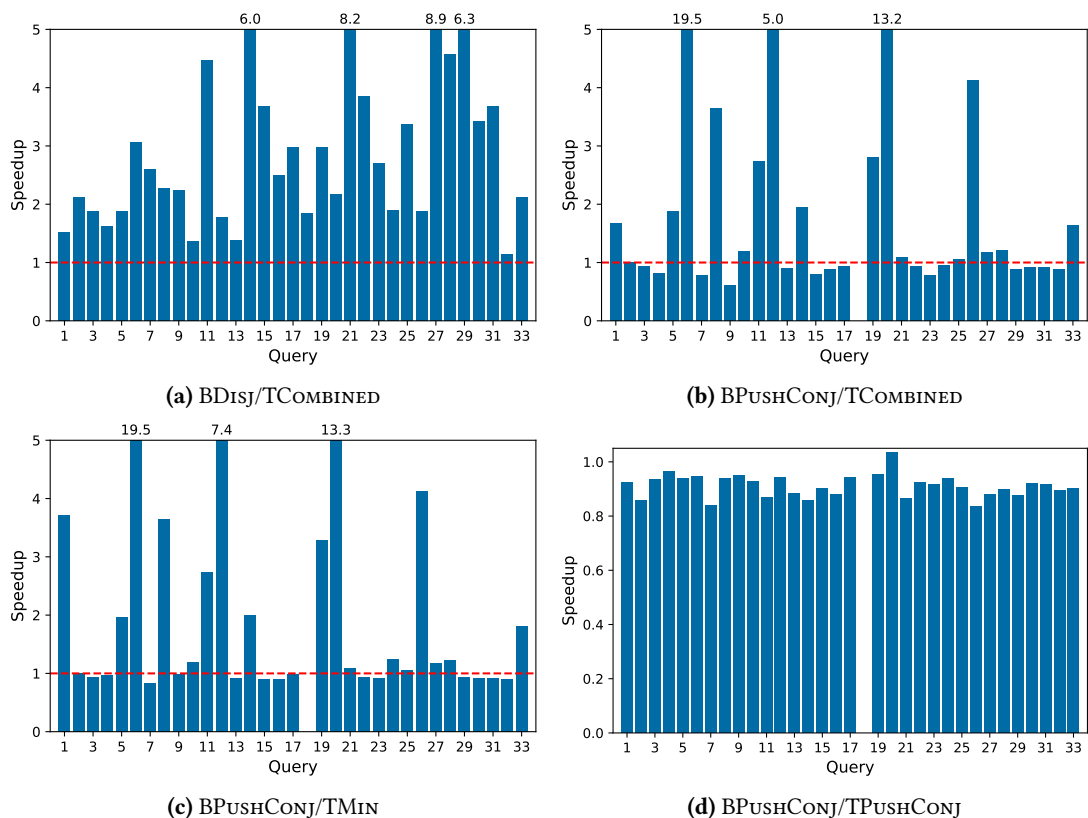 6.0 8.2 8.9 6.3
5
4
3
2
1
0
Speedup
1 3 5 7 9 11 13 15 17 19 21 23 25 27 29 31 33
Query
(a) BDisj/TCombined
19.5 5.0 13.2
5
4
3
2
1
0
Speedup
1 3 5 7 9 11 13 15 17 19 21 23 25 27 29 31 33
Query
(b) BPushConj/TCombined
19.5 7.4 13.3
5
4
3
2
1
0
Speedup
1 3 5 7 9 11 13 15 17 19 21 23 25 27 29 31 33
Query
(c) BPushConj/TMin
1.0
0.8
0.6
0.4
0.2
0.0
Speedup
1 3 5 7 9 11 13 15 17 19 21 23 25 27 29 31 33
Query
(d) BPushConj/TPushConj